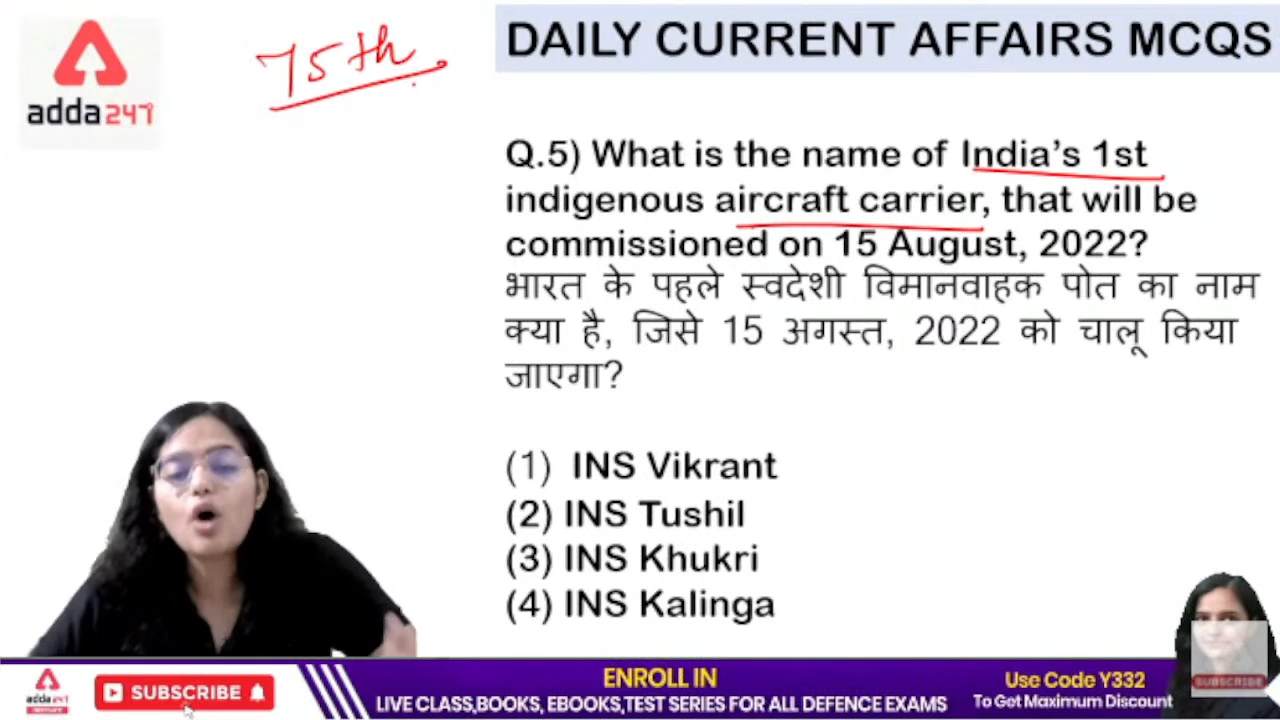 adda247
75th
DAILY CURRENT AFFAIRS MCQS
Q.5) What is the name of India's 1st
indigenous aircraft carrier, that will be
commissioned on 15 August, 2022?
भारत के पहले स्वदेशी विमानवाहक पोत का नाम
क्या है, जिसे 15 अगस्त, 2022 को चालू किया
जाएगा?
(1) INS Vikrant
(2) INS Tushil
(3) INS Khukri
(4) INS Kalinga
adda247
SUBSCRIBE
ENROLL IN
LIVE CLASS,BOOKS, EBOOKS,TEST SERIES FOR ALL DEFENCE EXAMS
Use Code Y332
To Get Maximum Discount
SUBSCRIBE